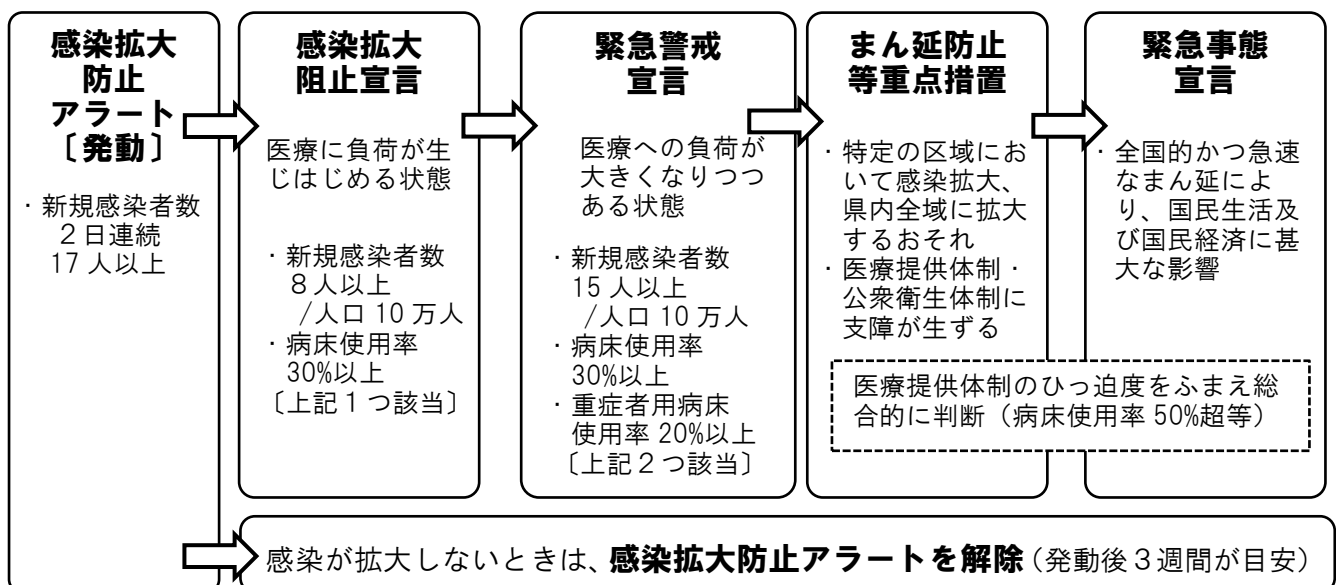 感染拡大
防止
アラート
〔発動〕
・新規感染者数
２日連続
17人以上
感染拡大
阻止宣言
医療に負荷が生
じはじめる状態
・新規感染者数
８人以上
/人口10万人
・病床使用率
30%以上
〔上記１つ該当〕
緊急警戒
宣言
医療への負荷が
大きくなりつつ
ある状態
・新規感染者数
15人以上
/人口10万人
・病床使用率
30%以上
・重症者用病床
使用率20%以上
〔上記２つ該当〕
まん延防止
等重点措置
・特定の区域にお
いて感染拡大、
県内全域に拡大
するおそれ
・医療提供体制・
公衆衛生体制に
支障が生ずる
緊急事態
宣言
・全国的かつ急速
なまん延によ
り、国民生活及
び国民経済に甚
大な影響
医療提供体制のひっ迫度をふまえ総
合的に判断（病床使用率50%超等）
感染が拡大しないときは、感染拡大防止アラートを解除（発動後３週間が目安）